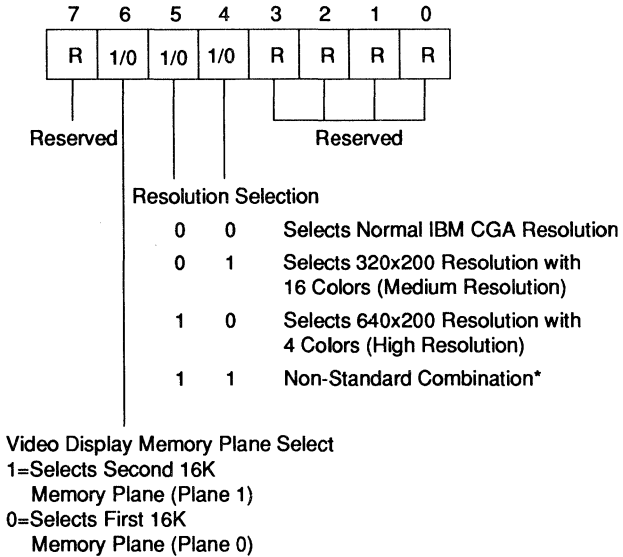 7 6 5 4 3 2 1 0
R 1/0 1/0 1/0 R R R R
Reserved Reserved
Resolution Selection
0 0 Selects Normal IBM CGA Resolution
0 1 Selects 320x200 Resolution with
16 Colors (Medium Resolution)
1 0 Selects 640x200 Resolution with
4 Colors (High Resolution)
1 1 Non-Standard Combination*
Video Display Memory Plane Select
1=Selects Second 16K
Memory Plane (Plane 1)
0=Selects First 16K
Memory Plane (Plane 0)